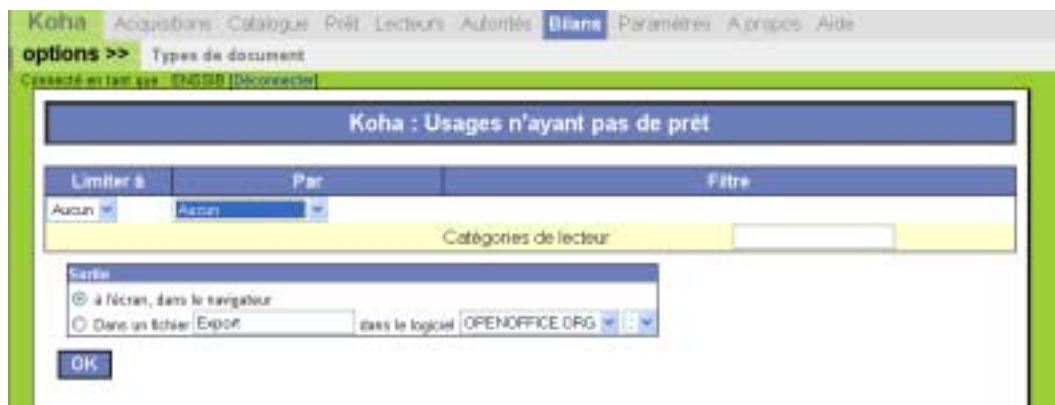 Koha Acquisitions Catalogue Prêt Lecteurs Autorités Bilans Paramètres A propos Aide
options >> Types de document
Connecté en tant que : ENSSIB [Déconnecter]
Koha : Usages n'ayant pas de prêt
Limiter à Par Filtre
Aucun Aucun
Catégories de lecteur
Sortie
à l'écran, dans le navigateur
Dans un fichier Export dans le logiciel OPENOFFICE.ORG ;
OK